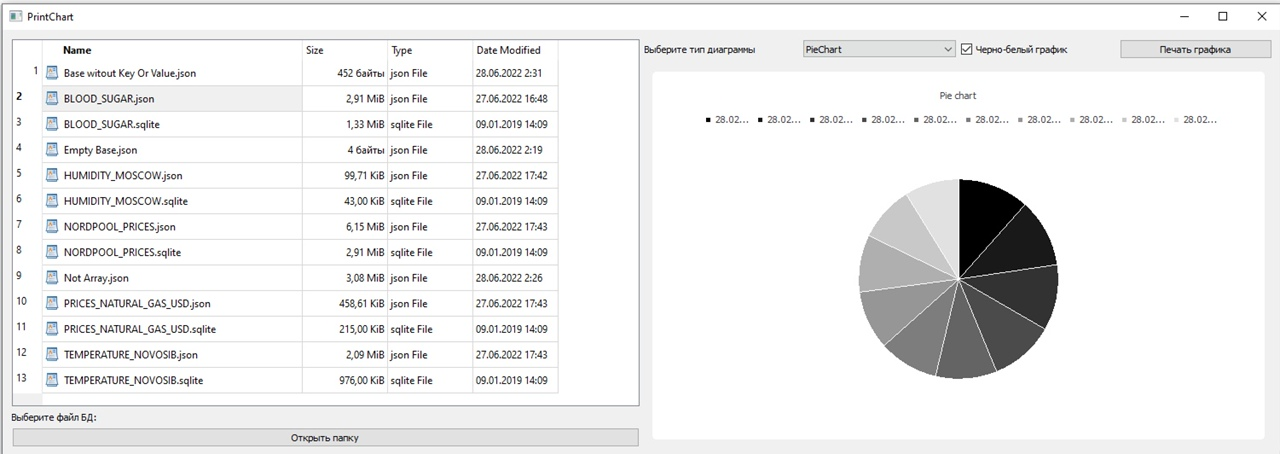 PrintChart
Name Size Type Date Modified
1 Base witout Key Or Value.json 452 байты json File 28.06.2022 2:31
2 BLOOD_SUGAR.json 2,91 MiB json File 27.06.2022 16:48
3 BLOOD_SUGAR.sqlite 1,33 MiB sqlite File 09.01.2019 14:09
4 Empty Base.json 4 байты json File 28.06.2022 2:19
5 HUMIDITY_MOSCOW.json 99,71 KiB json File 27.06.2022 17:42
6 HUMIDITY_MOSCOW.sqlite 43,00 KiB sqlite File 09.01.2019 14:09
7 NORDPOOL_PRICES.json 6,15 MiB json File 27.06.2022 17:43
8 NORDPOOL_PRICES.sqlite 2,91 MiB sqlite File 09.01.2019 14:09
9 Not Array.json 3,08 MiB json File 28.06.2022 2:26
10 PRICES_NATURAL_GAS_USD.json 458,61 KiB json File 27.06.2022 17:43
11 PRICES_NATURAL_GAS_USD.sqlite 215,00 KiB sqlite File 09.01.2019 14:09
12 TEMPERATURE_NOVOSIB.json 2,09 MiB json File 27.06.2022 17:43
13 TEMPERATURE_NOVOSIB.sqlite 976,00 KiB sqlite File 09.01.2019 14:09
Выберите файл БД:
Открыть папку
Выберите тип диаграммы PieChart Черно-белый график Печать графика
Pie chart
28.02... 28.02... 28.02... 28.02... 28.02... 28.02... 28.02... 28.02... 28.02... 28.02...